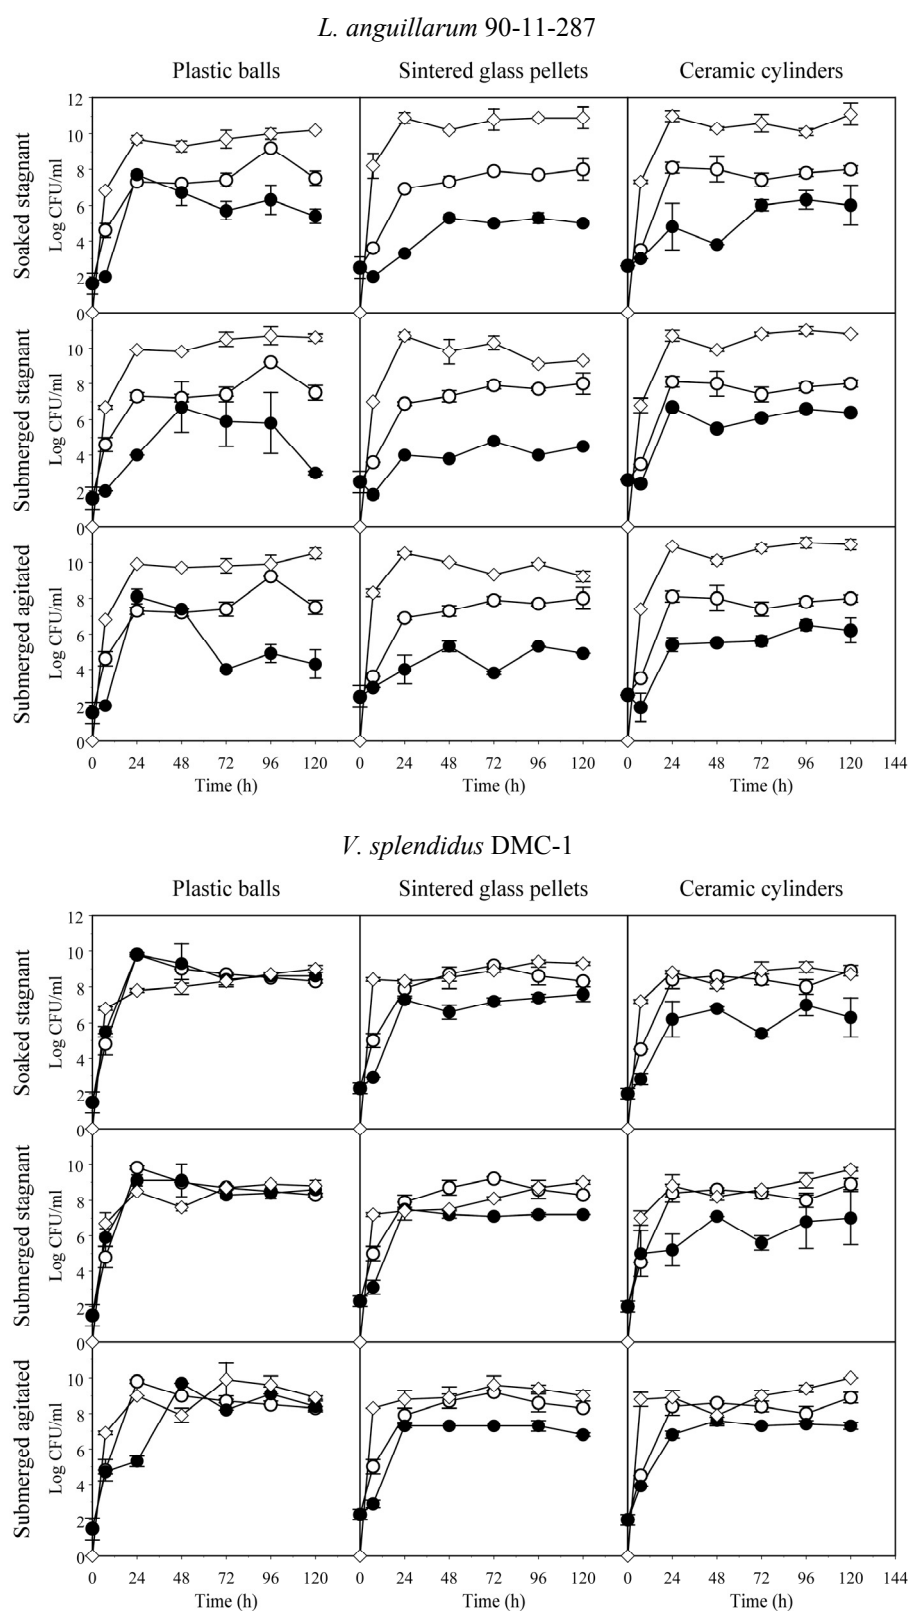 L. anguillarum 90-11-287
Plastic balls Sintered glass pellets Ceramic cylinders
Soaked stagnant
Log CFU/ml
12
10
8
6
4
2
0
Submerged stagnant
Log CFU/ml
10
8
6
4
2
0
Submerged agitated
Log CFU/ml
10
8
6
4
2
0
0 24 48 72 96 120 0 24 48 72 96 120 0 24 48 72 96 120 144
Time (h) Time (h) Time (h)
V. splendidus DMC-1
Plastic balls Sintered glass pellets Ceramic cylinders
Soaked stagnant
Log CFU/ml
12
10
8
6
4
2
0
Submerged stagnant
Log CFU/ml
10
8
6
4
2
0
Submerged agitated
Log CFU/ml
10
8
6
4
2
0
0 24 48 72 96 120 0 24 48 72 96 120 0 24 48 72 96 120 144
Time (h) Time (h) Time (h)